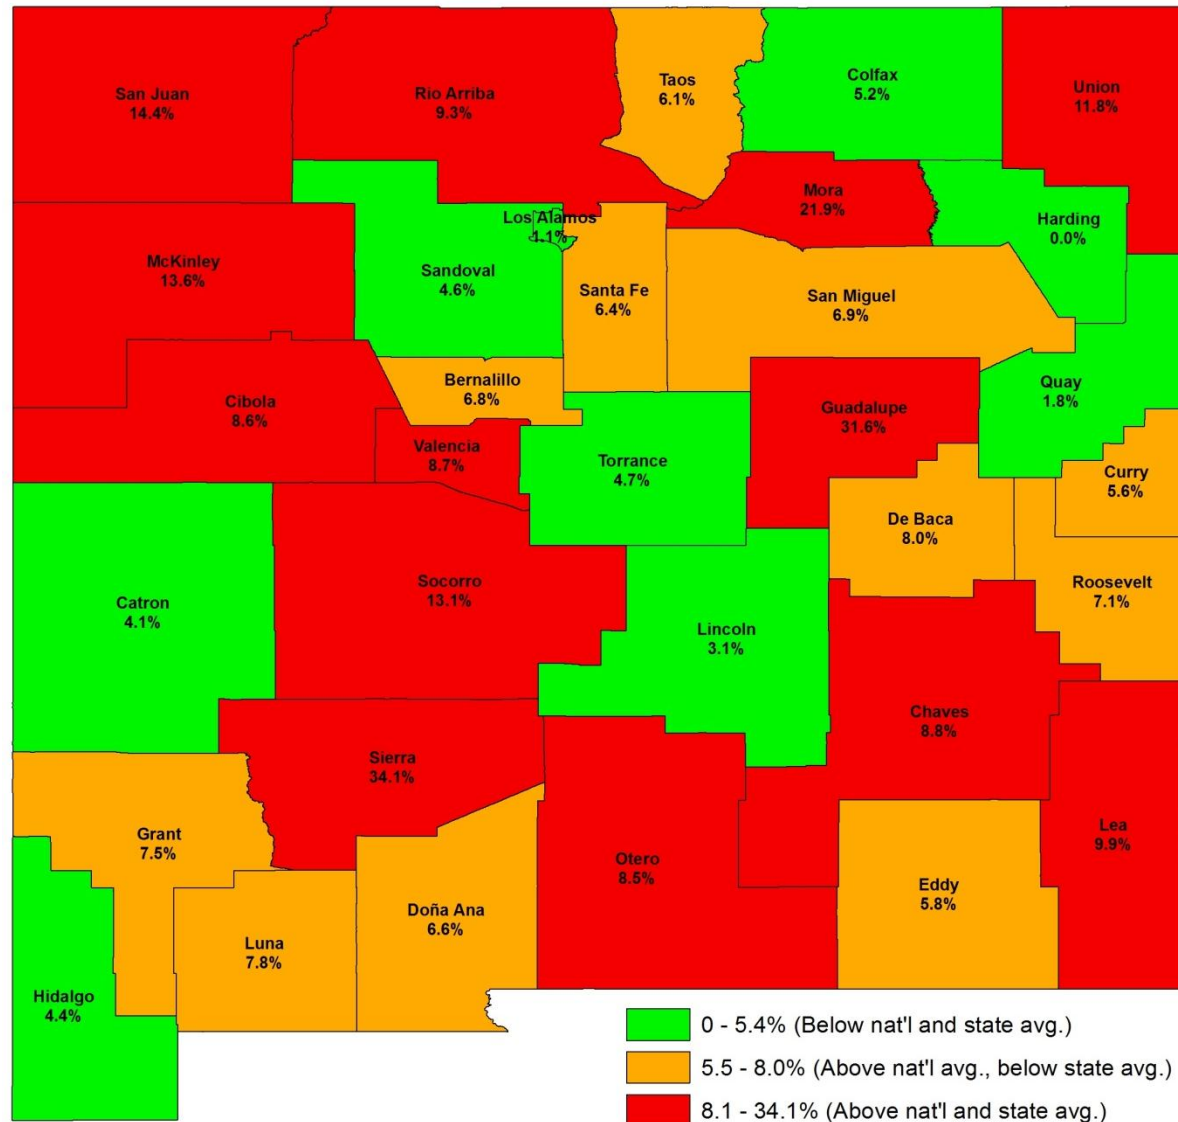 San Juan
14.4%
Rio Arriba
9.3%
Taos
6.1%
Colfax
5.2%
Union
11.8%
Mora
21.9%
Harding
0.0%
Los Alamos
1.1%
McKinley
13.6%
Sandoval
4.6%
Santa Fe
6.4%
San Miguel
6.9%
Bernalillo
6.8%
Quay
1.8%
Cibola
8.6%
Guadalupe
31.6%
Valencia
8.7%
Torrance
4.7%
Curry
5.6%
De Baca
8.0%
Roosevelt
7.1%
Socorro
13.1%
Catron
4.1%
Lincoln
3.1%
Chaves
8.8%
Sierra
34.1%
Grant
7.5%
Otero
8.5%
Lea
9.9%
Eddy
5.8%
Doña Ana
6.6%
Luna
7.8%
Hidalgo
4.4%
0 - 5.4% (Below nat'l and state avg.)
5.5 - 8.0% (Above nat'l avg., below state avg.)
8.1 - 34.1% (Above nat'l and state avg.)